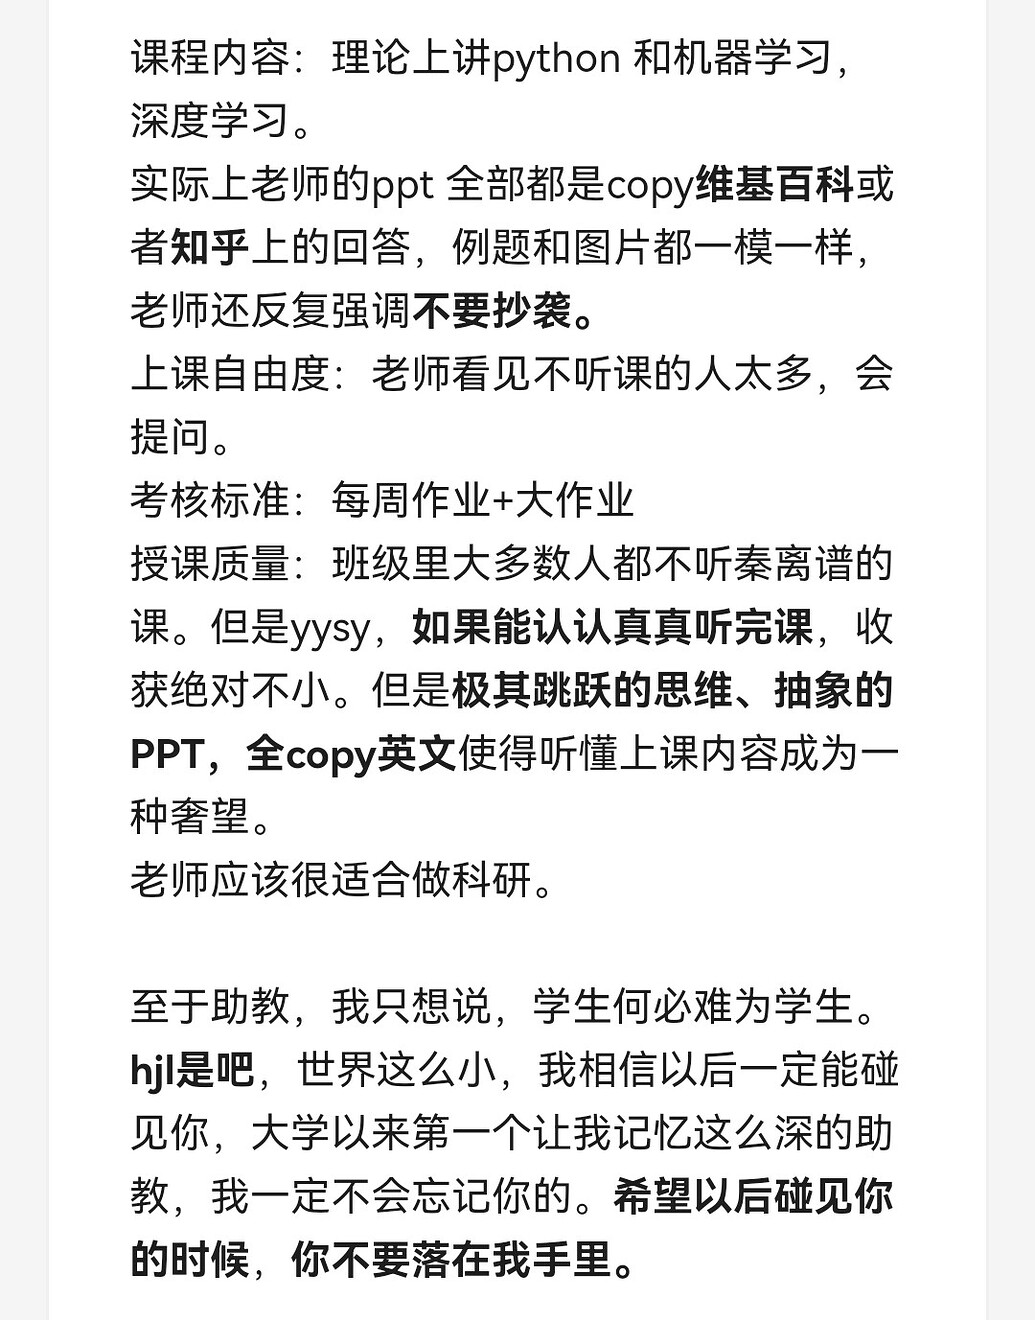 课程内容：理论上讲python 和机器学习，
深度学习。
实际上老师的ppt 全部都是copy维基百科或
者知乎上的回答，例题和图片都一模一样，
老师还反复强调不要抄袭。
上课自由度：老师看见不听课的人太多，会
提问。
考核标准：每周作业+大作业
授课质量：班级里大多数人都不听秦离谱的
课。但是yysy，如果能认认真真听完课，收
获绝对不小。但是极其跳跃的思维、抽象的
PPT，全copy英文使得听懂上课内容成为一
种奢望。
老师应该很适合做科研。
至于助教，我只想说，学生何必难为学生。
hjl是吧，世界这么小，我相信以后一定能碰
见你，大学以来第一个让我记忆这么深的助
教，我一定不会忘记你的。希望以后碰见你
的时候，你不要落在我手里。